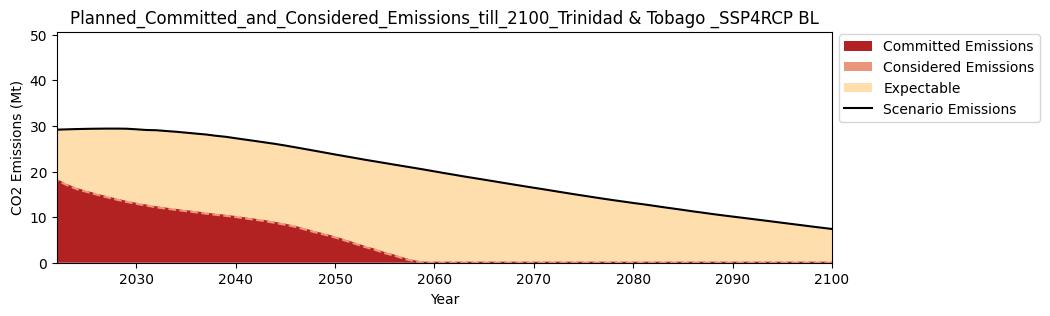 Planned_Committed_and_Considered_Emissions_till_2100_Trinidad & Tobago _SSP4RCP BL
50
40
30
20
10
0
CO2 Emissions (Mt)
2030
2040
2050
2060
2070
2080
2090
2100
Year
Committed Emissions
Considered Emissions
Expectable
Scenario Emissions